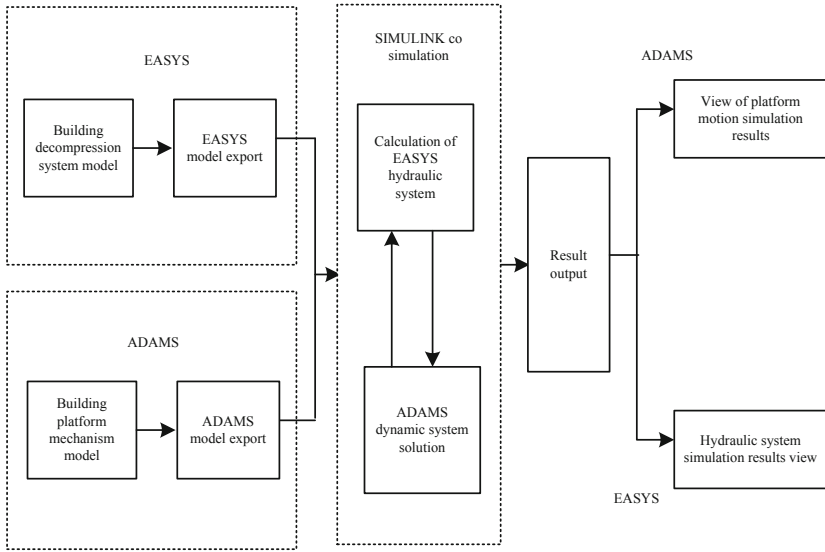 EASYS
Building
decompression
system model
EASYS
model export
ADAMS
Building
platform
mechanism
model
ADAMS
model export
SIMULINK co
simulation
Calculation of
EASYS
hydraulic
system
ADAMS
dynamic system
solution
Result
output
ADAMS
View of platform
motion simulation
results
Hydraulic system
simulation results view
EASYS